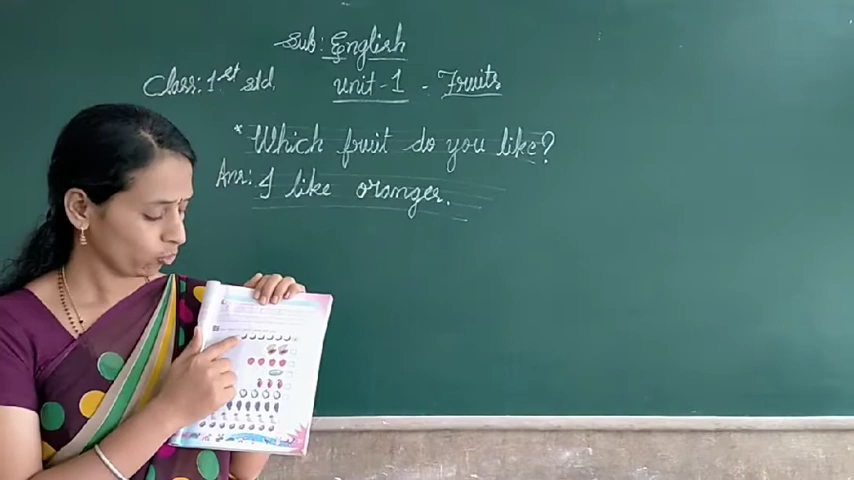 Sub: English
Class: 1st std
unit-1 - Fruits
* Which fruit do you like?
Ans: I like oranges.